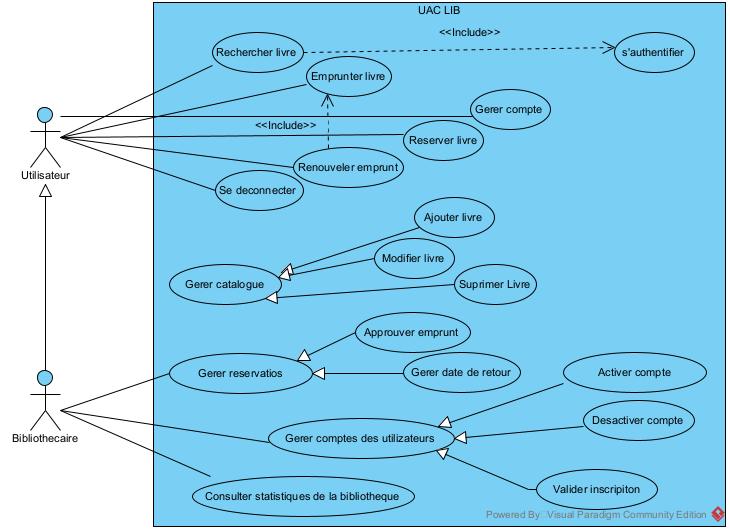 UAC LIB
<<Include>>
Rechercher livre
s'authentifier
Emprunter livre
Gerer compte
<<Include>>
Reserver livre
Utilisateur
Renouveler emprunt
Se deconnecter
Ajouter livre
Modifier livre
Gerer catalogue
Suprimer Livre
Approuver emprunt
Gerer reservatios
Gerer date de retour
Activer compte
Desactiver compte
Bibliothecaire
Gerer comptes des utilizateurs
Valider inscripiton
Consulter statistiques de la bibliotheque
Powered By Visual Paradigm Community Edition